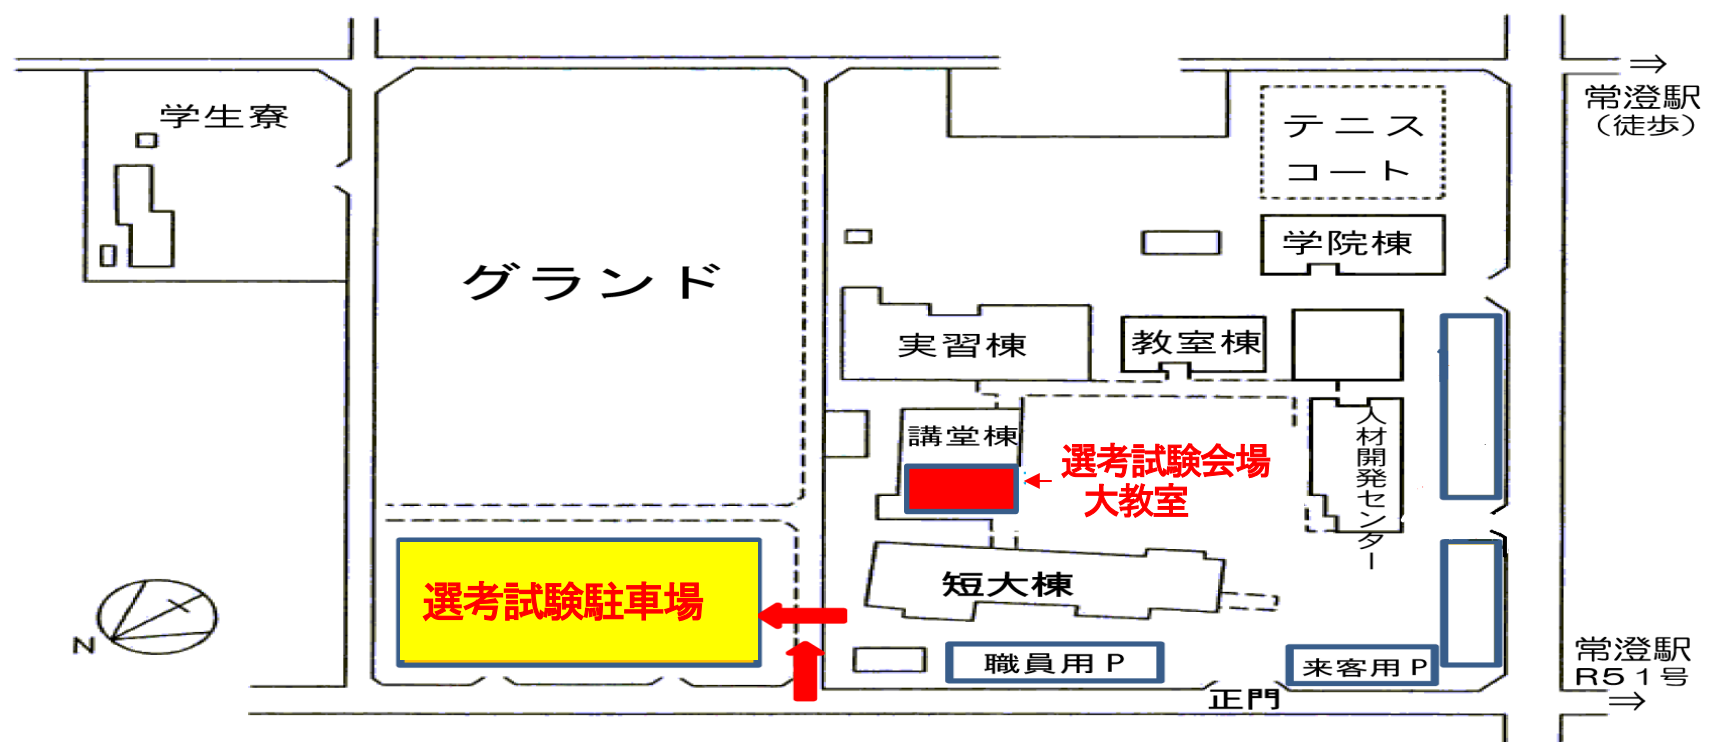 学生寮
グランド
テニス
コート
常澄駅
（徒歩）
学院棟
実習棟
教室棟
講堂棟
選考試験会場
大教室
人材開発センター
選考試験駐車場
短大棟
N
職員用P
来客用P
正門
常澄駅
R51号